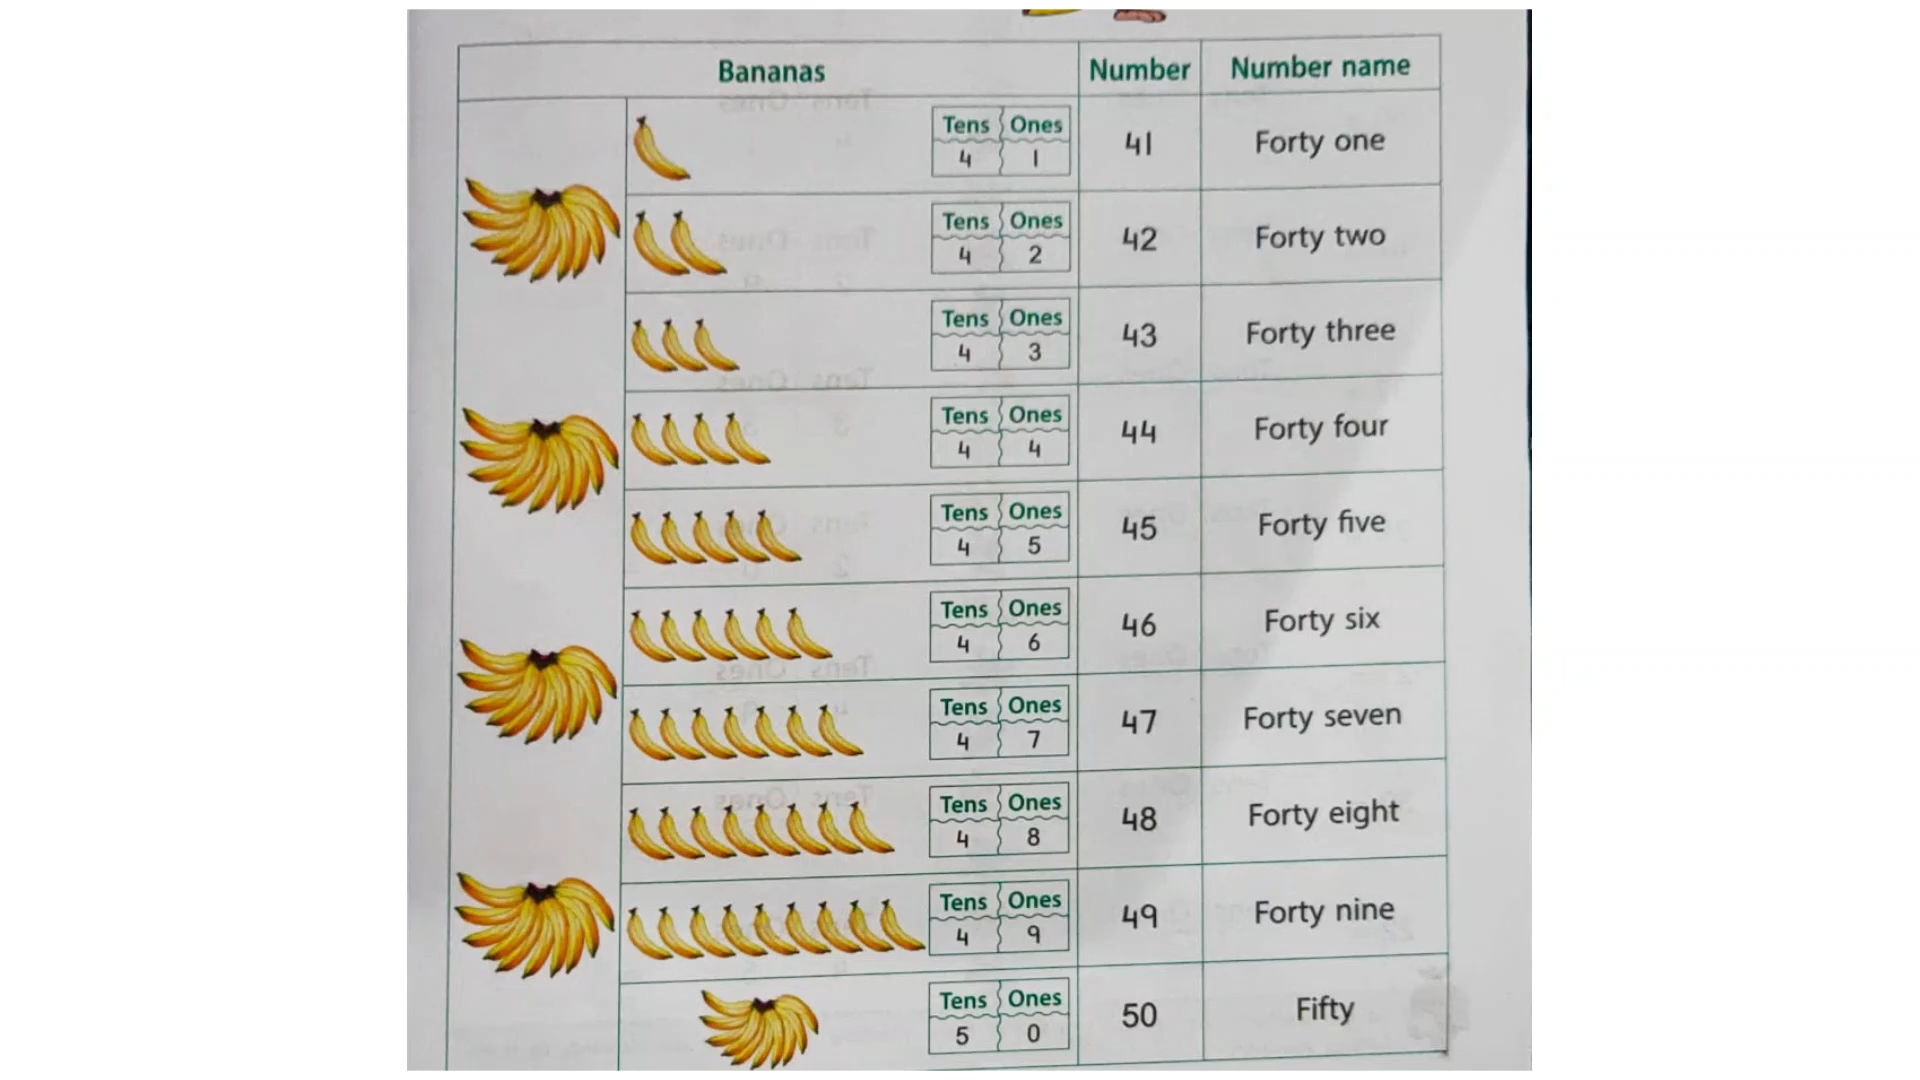 Bananas Number Number name
Tens Ones
4 1
41 Forty one
Tens Ones
4 2
42 Forty two
Tens Ones
4 3
43 Forty three
Tens Ones
4 4
44 Forty four
Tens Ones
4 5
45 Forty five
Tens Ones
4 6
46 Forty six
Tens Ones
4 7
47 Forty seven
Tens Ones
4 8
48 Forty eight
Tens Ones
4 9
49 Forty nine
Tens Ones
5 0
50 Fifty